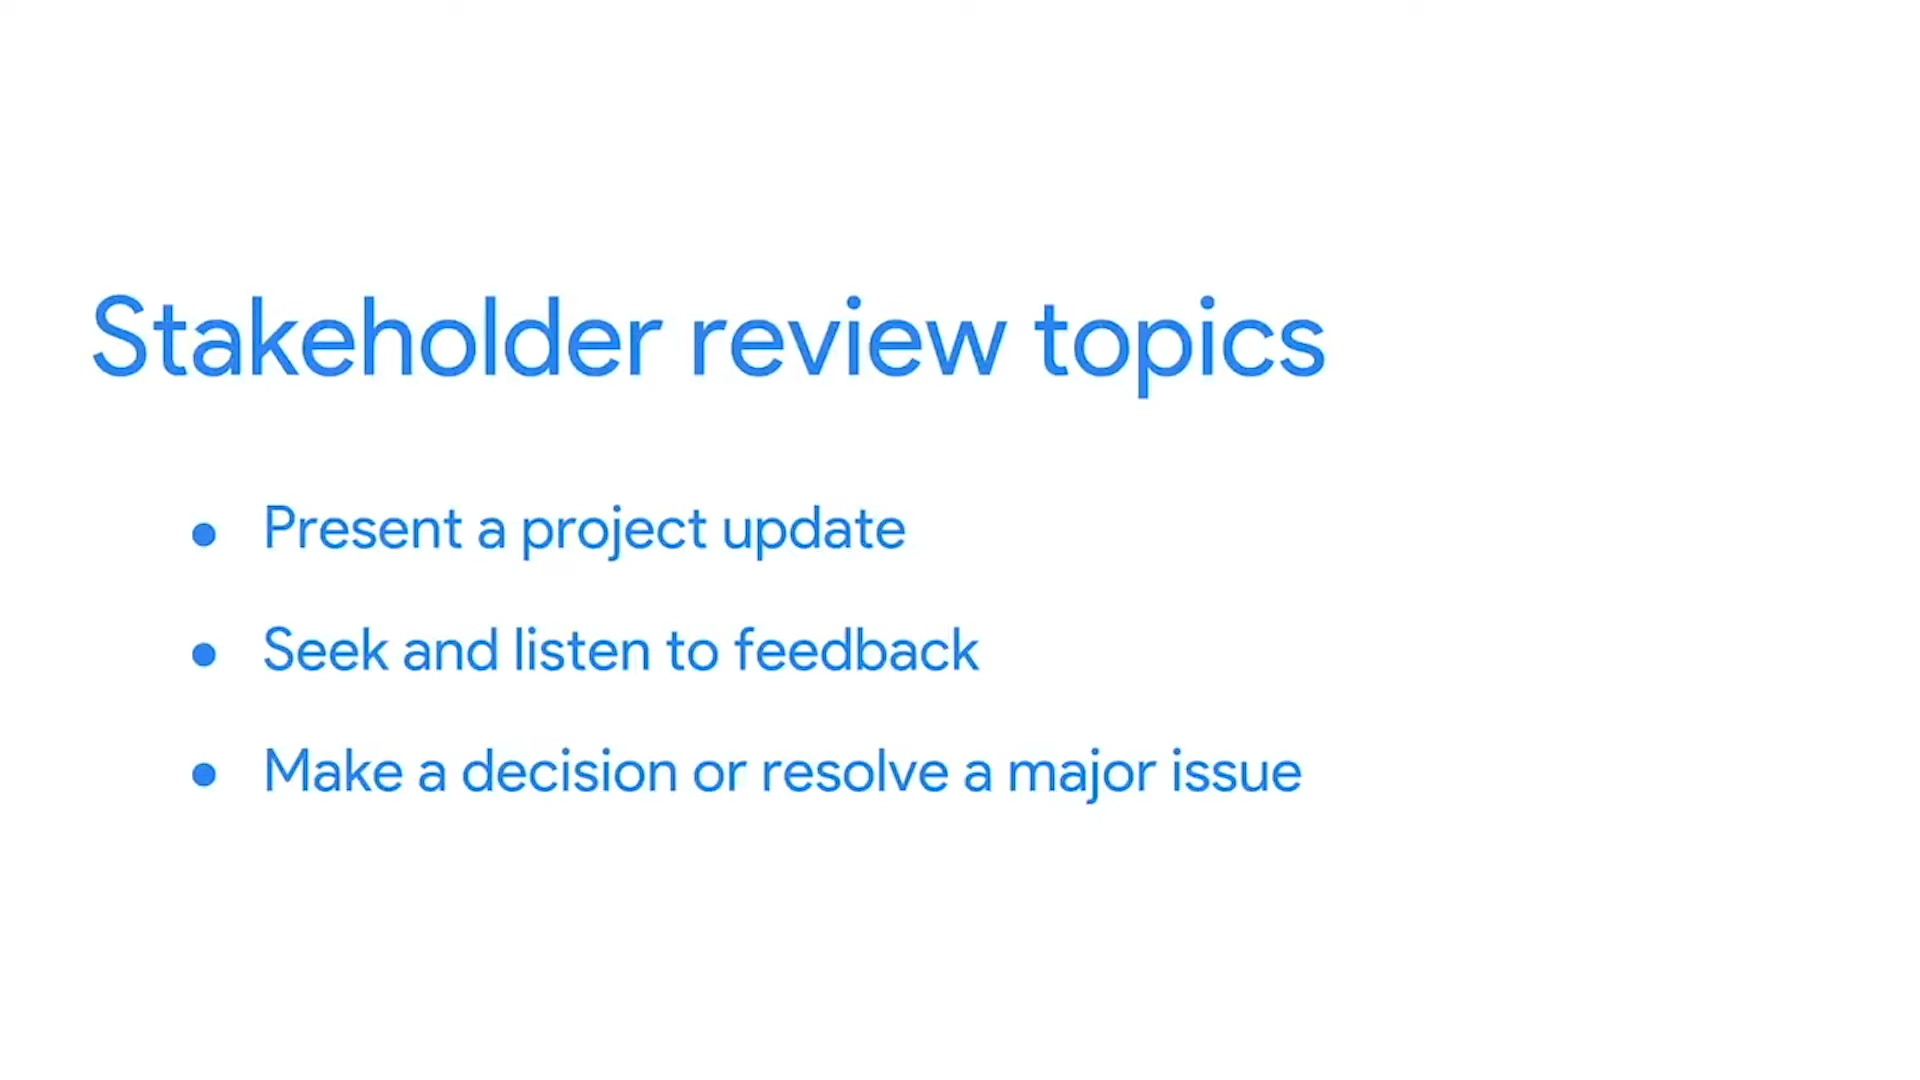 Stakeholder review topics
● Present a project update
● Seek and listen to feedback
● Make a decision or resolve a major issue